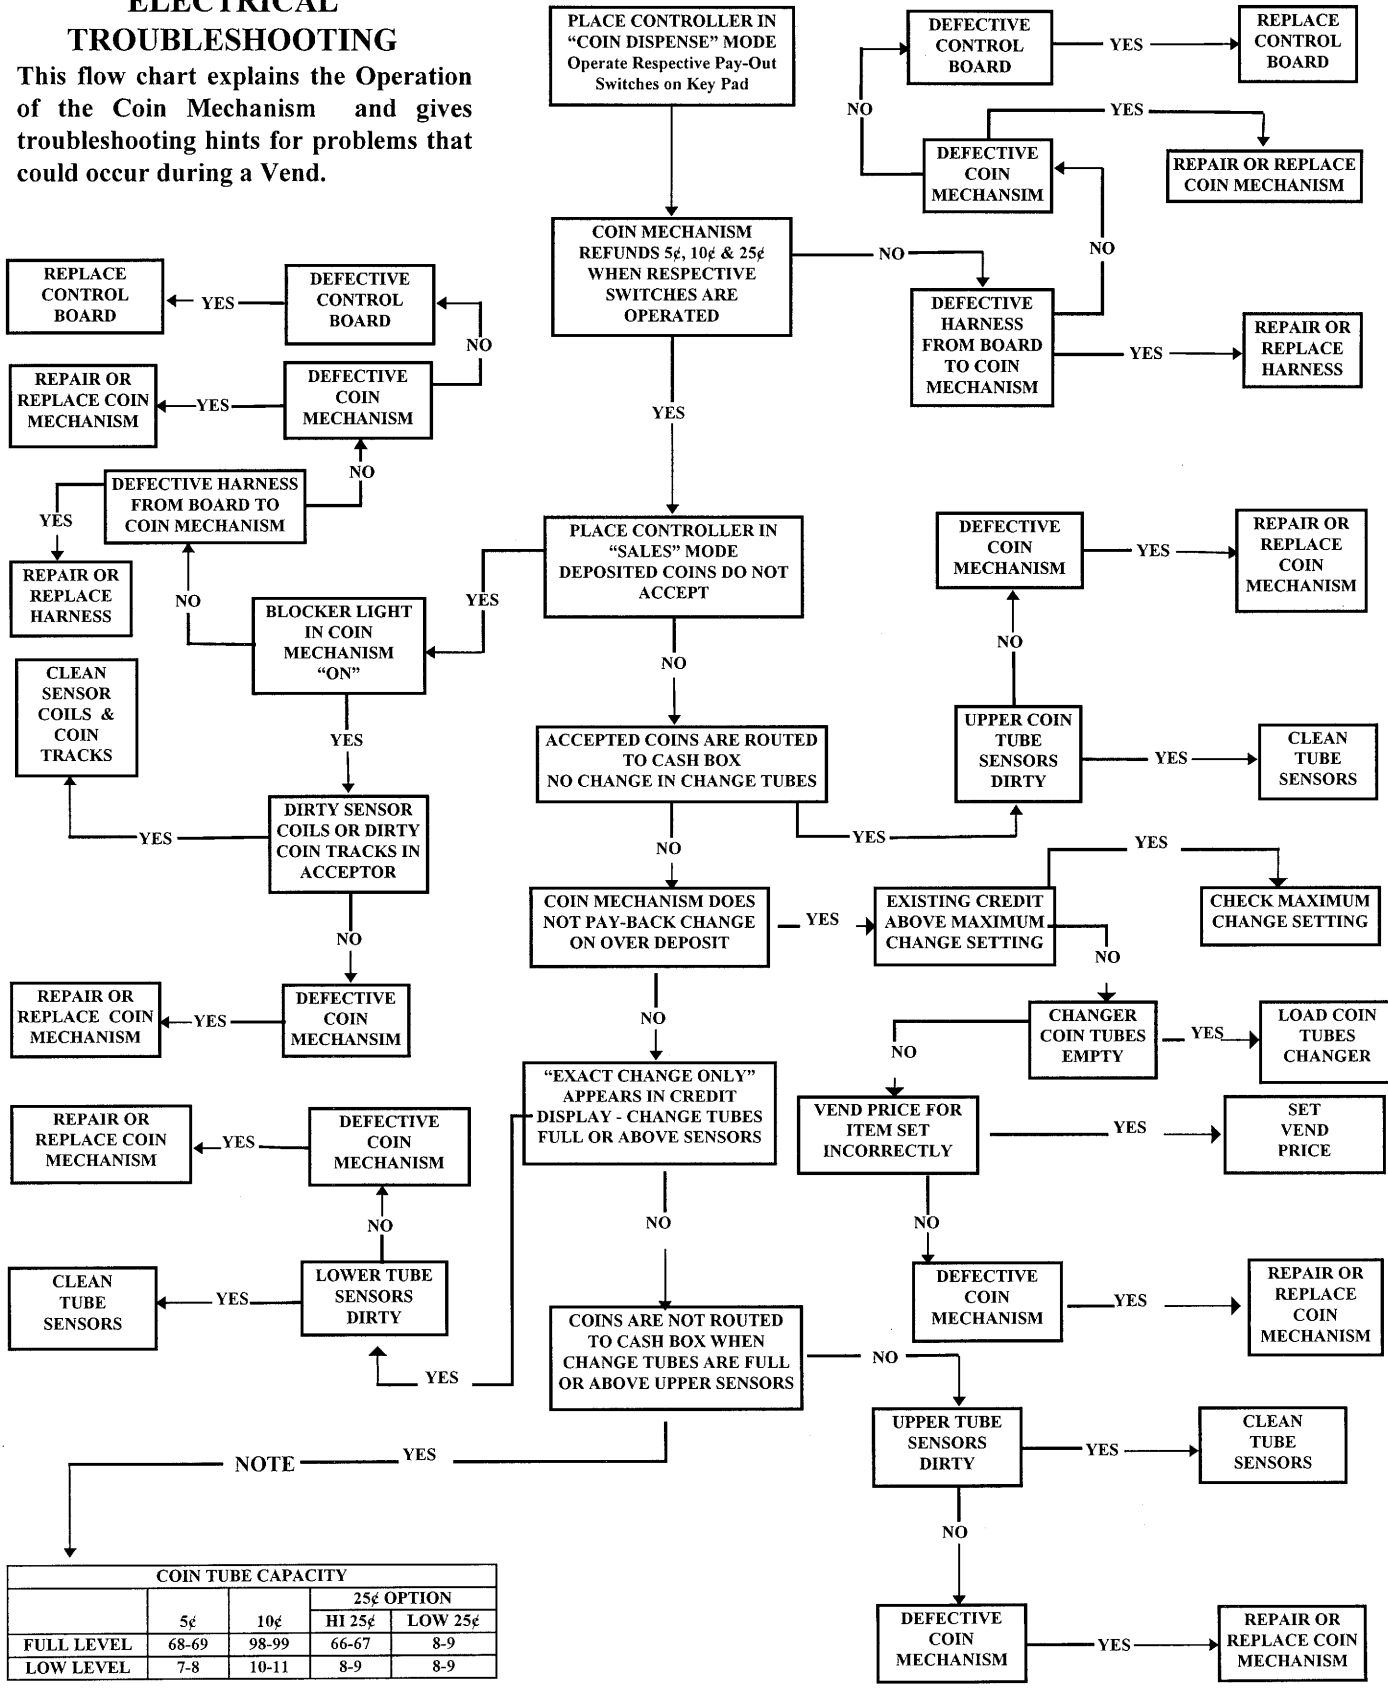 ELECTRICAL
TROUBLESHOOTING
This flow chart explains the Operation
of the Coin Mechanism and gives
troubleshooting hints for problems that
could occur during a Vend.
PLACE CONTROLLER IN
“COIN DISPENSE” MODE
Operate Respective Pay-Out
Switches on Key Pad
DEFECTIVE
CONTROL
BOARD
YES
REPLACE
CONTROL
BOARD
NO
YES
DEFECTIVE
COIN
MECHANSIM
REPAIR OR REPLACE
COIN MECHANISM
COIN MECHANISM
REFUNDS 5¢, 10¢ & 25¢
WHEN RESPECTIVE
SWITCHES ARE
OPERATED
NO
NO
DEFECTIVE
HARNESS
FROM BOARD
TO COIN
MECHANISM
YES
REPAIR OR
REPLACE
HARNESS
REPLACE
CONTROL
BOARD
YES
DEFECTIVE
CONTROL
BOARD
NO
REPAIR OR
REPLACE COIN
MECHANISM
YES
DEFECTIVE
COIN
MECHANISM
YES
NO
DEFECTIVE HARNESS
FROM BOARD TO
COIN MECHANISM
YES
REPAIR OR
REPLACE
HARNESS
NO
PLACE CONTROLLER IN
“SALES” MODE
DEPOSITED COINS DO NOT
ACCEPT
YES
BLOCKER LIGHT
IN COIN
MECHANISM
“ON”
NO
DEFECTIVE
COIN
MECHANISM
YES
REPAIR OR
REPLACE
COIN
MECHANISM
NO
CLEAN
SENSOR
COILS &
COIN
TRACKS
YES
ACCEPTED COINS ARE ROUTED
TO CASH BOX
NO CHANGE IN CHANGE TUBES
UPPER COIN
TUBE
SENSORS
DIRTY
YES
CLEAN
TUBE
SENSORS
YES
DIRTY SENSOR
COILS OR DIRTY
COIN TRACKS IN
ACCEPTOR
NO
YES
YES
NO
COIN MECHANISM DOES
NOT PAY-BACK CHANGE
ON OVER DEPOSIT
YES
EXISTING CREDIT
ABOVE MAXIMUM
CHANGE SETTING
CHECK MAXIMUM
CHANGE SETTING
NO
REPAIR OR
REPLACE COIN
MECHANISM
YES
DEFECTIVE
COIN
MECHANSIM
NO
CHANGER
COIN TUBES
EMPTY
YES
LOAD COIN
TUBES
CHANGER
NO
“EXACT CHANGE ONLY”
APPEARS IN CREDIT
DISPLAY - CHANGE TUBES
FULL OR ABOVE SENSORS
VEND PRICE FOR
ITEM SET
INCORRECTLY
YES
SET
VEND
PRICE
REPAIR OR
REPLACE COIN
MECHANISM
YES
DEFECTIVE
COIN
MECHANISM
NO
NO
NO
CLEAN
TUBE
SENSORS
YES
LOWER TUBE
SENSORS
DIRTY
DEFECTIVE
COIN
MECHANISM
YES
REPAIR OR
REPLACE
COIN
MECHANISM
YES
COINS ARE NOT ROUTED
TO CASH BOX WHEN
CHANGE TUBES ARE FULL
OR ABOVE UPPER SENSORS
NO
UPPER TUBE
SENSORS
DIRTY
YES
CLEAN
TUBE
SENSORS
NOTE
YES
NO
DEFECTIVE
COIN
MECHANISM
YES
REPAIR OR
REPLACE COIN
MECHANISM
COIN TUBE CAPACITY
25¢ OPTION
5¢ 10¢ HI 25¢ LOW 25¢
FULL LEVEL 68-69 98-99 66-67 8-9
LOW LEVEL 7-8 10-11 8-9 8-9